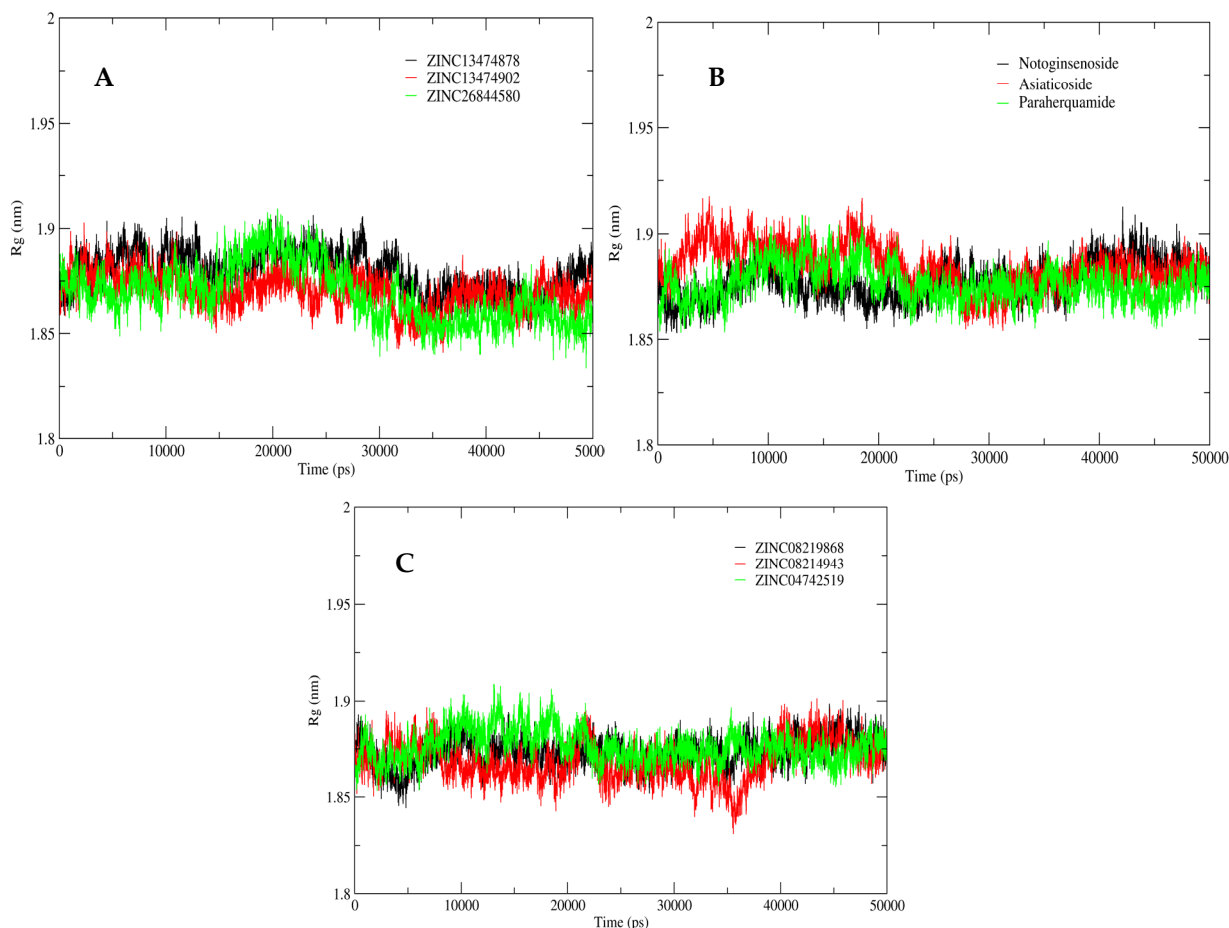 A
ZINC13474878
ZINC13474902
ZINC26844580
2
1.95
1.9
1.85
1.8
Rg (nm)
0 10000 20000 30000 40000 5000
Time (ps)
B
Notoginsenoside
Asiaticoside
Paraherquamide
2
1.95
1.9
1.85
1.8
Rg (nm)
0 10000 20000 30000 40000 50000
Time (ps)
C
ZINC08219868
ZINC08214943
ZINC04742519
2
1.95
1.9
1.85
1.8
Rg (nm)
0 10000 20000 30000 40000 50000
Time (ps)